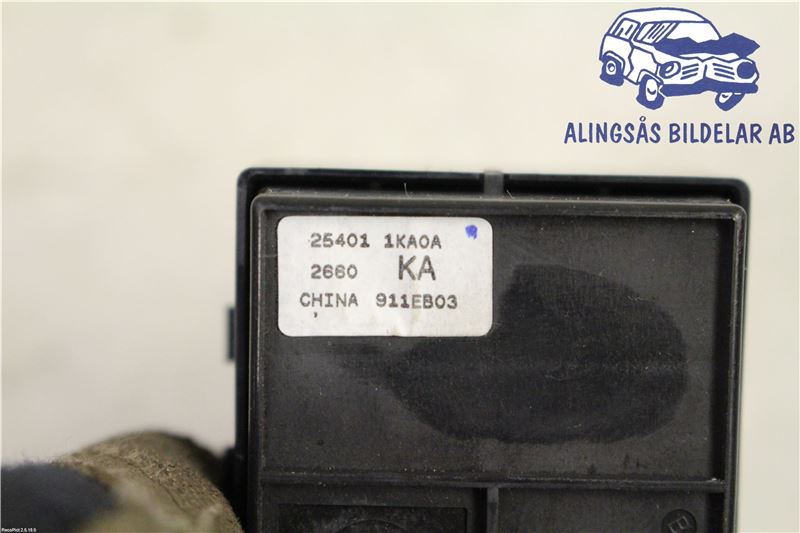 ALINGSÅS BILDELAR AB
25401 1KA0A
2660 KA
CHINA 911EB03
B